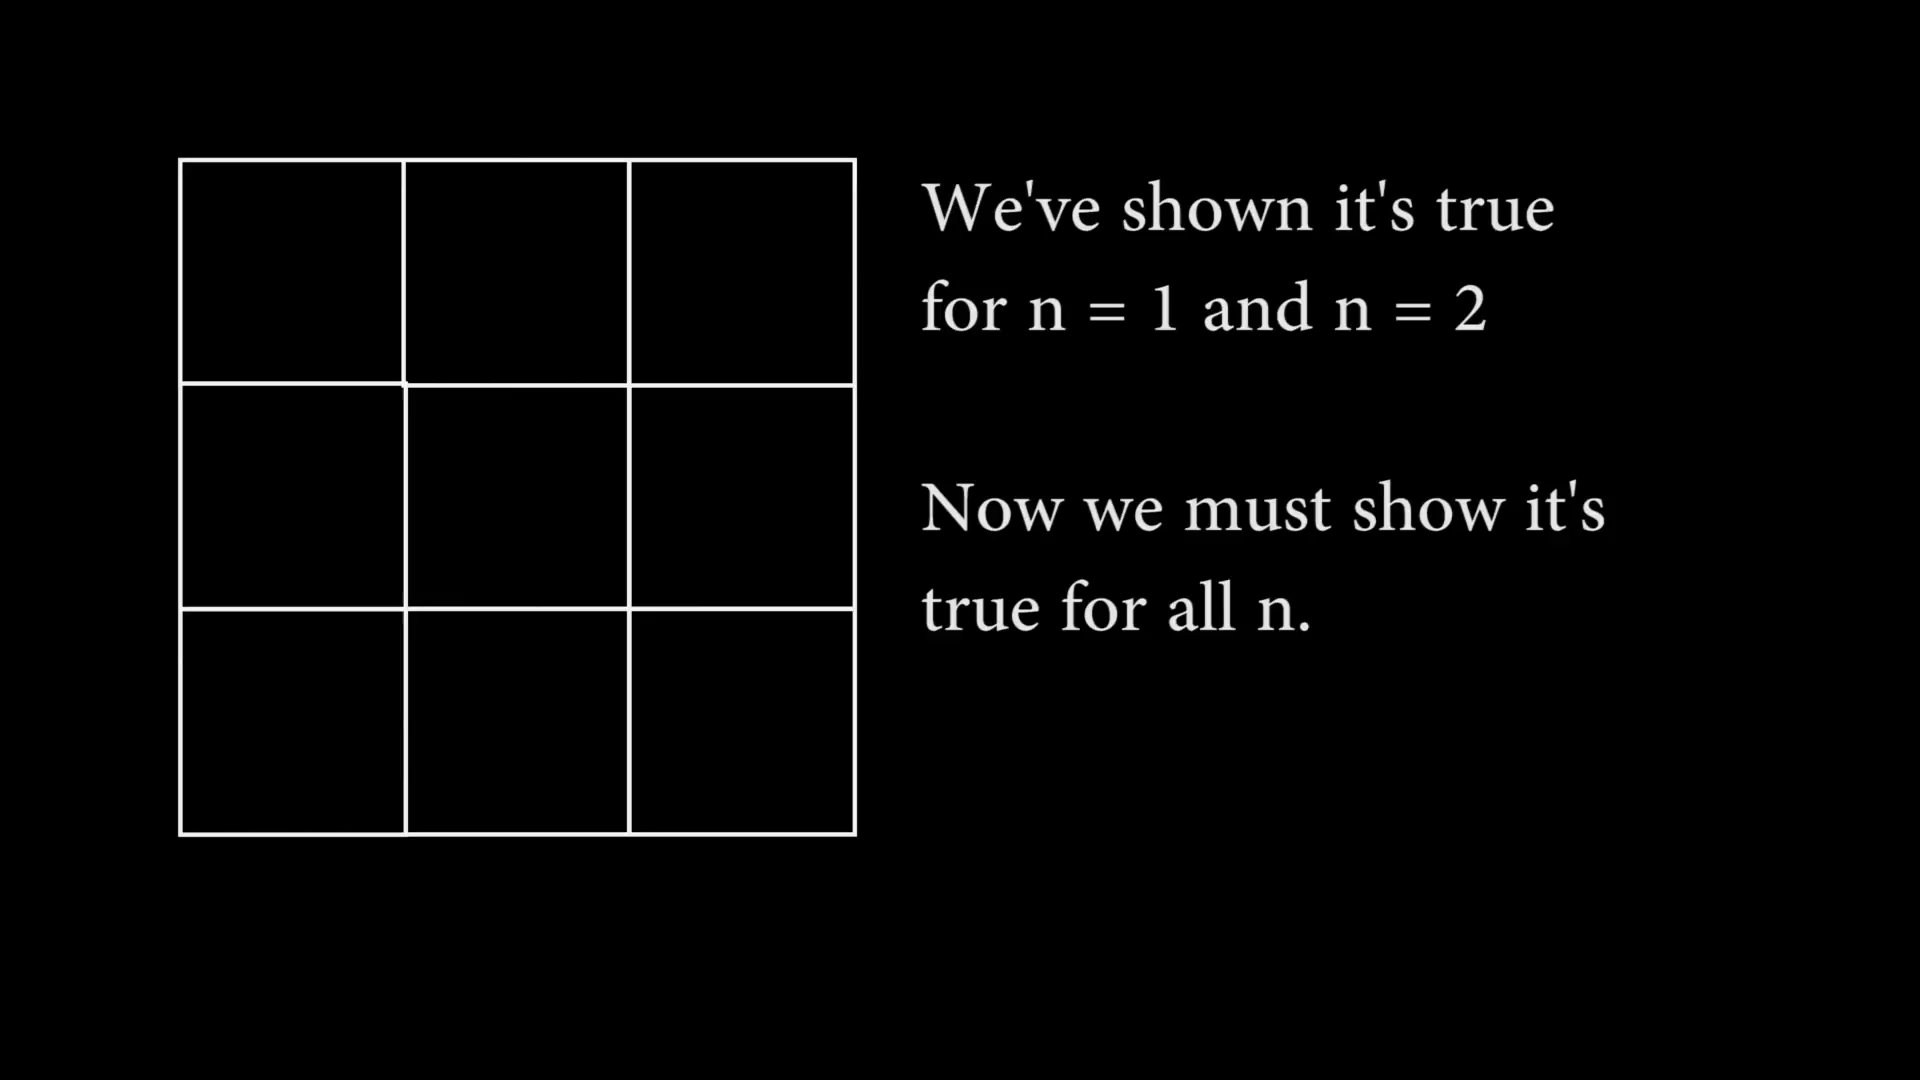 We've shown it's true
for n = 1 and n = 2
Now we must show it's
true for all n.